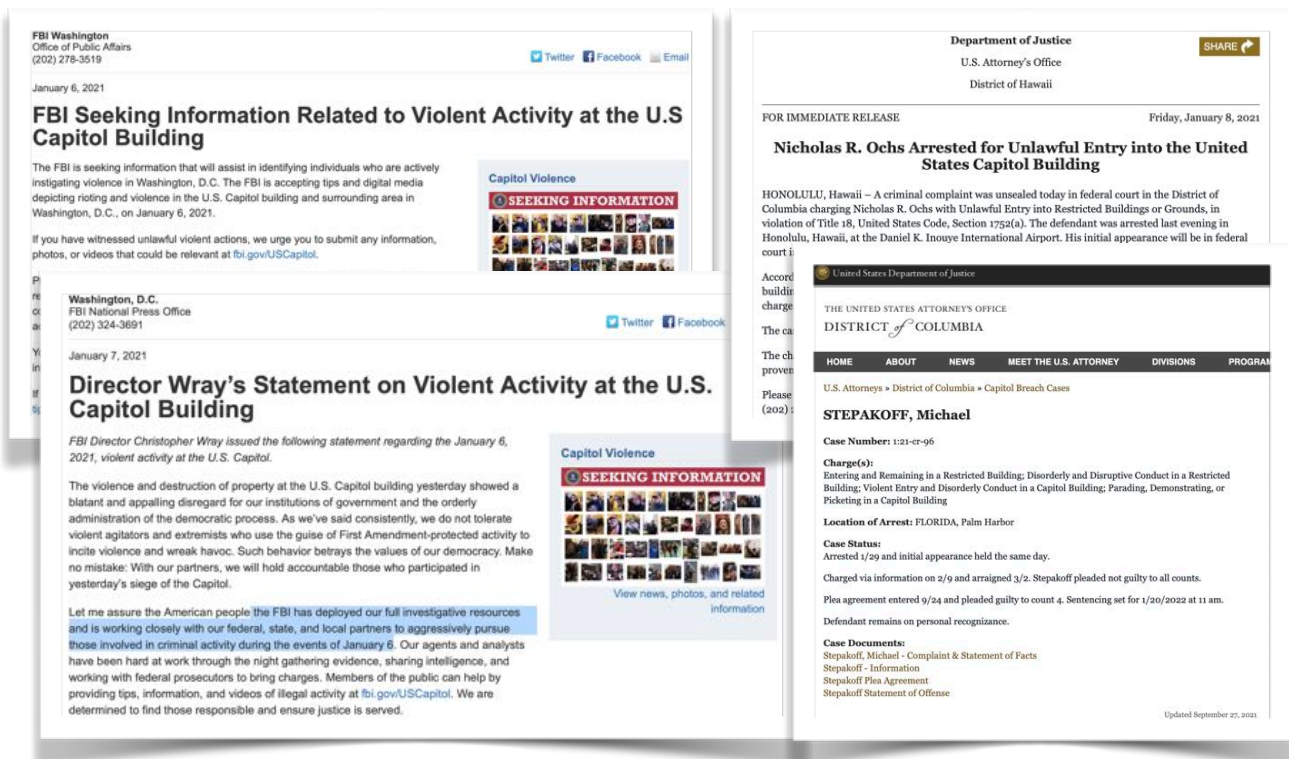 FBI Washington
Office of Public Affairs
(202) 278-3519
Twitter Facebook Email
January 6, 2021
FBI Seeking Information Related to Violent Activity at the U.S
Capitol Building
The FBI is seeking information that will assist in identifying individuals who are actively
instigating violence in Washington, D.C. The FBI is accepting tips and digital media
depicting rioting and violence in the U.S. Capitol building and surrounding area in
Washington, D.C., on January 6, 2021.
If you have witnessed unlawful violent actions, we urge you to submit any information,
photos, or videos that could be relevant at fbi.gov/USCapitol.
Capitol Violence
SEEKING INFORMATION
Washington, D.C.
FBI National Press Office
(202) 324-3691
Twitter Facebook
January 7, 2021
Director Wray's Statement on Violent Activity at the U.S.
Capitol Building
FBI Director Christopher Wray issued the following statement regarding the January 6,
2021, violent activity at the U.S. Capitol.
The violence and destruction of property at the U.S. Capitol building yesterday showed a
blatant and appalling disregard for our institutions of government and the orderly
administration of the democratic process. As we've said consistently, we do not tolerate
violent agitators and extremists who use the guise of First Amendment-protected activity to
incite violence and wreak havoc. Such behavior betrays the values of our democracy. Make
no mistake: With our partners, we will hold accountable those who participated in
yesterday's siege of the Capitol.
Let me assure the American people the FBI has deployed our full investigative resources
and is working closely with our federal, state, and local partners to aggressively pursue
those involved in criminal activity during the events of January 6. Our agents and analysts
have been hard at work through the night gathering evidence, sharing intelligence, and
working with federal prosecutors to bring charges. Members of the public can help by
providing tips, information, and videos of illegal activity at fbi.gov/USCapitol. We are
determined to find those responsible and ensure justice is served.
Capitol Violence
SEEKING INFORMATION
View news, photos, and related
information
Department of Justice
U.S. Attorney's Office
District of Hawaii
SHARE
FOR IMMEDIATE RELEASE Friday, January 8, 2021
Nicholas R. Ochs Arrested for Unlawful Entry into the United
States Capitol Building
HONOLULU, Hawaii – A criminal complaint was unsealed today in federal court in the District of
Columbia charging Nicholas R. Ochs with Unlawful Entry into Restricted Buildings or Grounds, in
violation of Title 18, United States Code, Section 1752(a). The defendant was arrested last evening in
Honolulu, Hawaii, at the Daniel K. Inouye International Airport. His initial appearance will be in federal
court
Accord
buildin
charge
The ca
The ch
proven
Please
(202)
United States Department of Justice
THE UNITED STATES ATTORNEY'S OFFICE
DISTRICT of COLUMBIA
HOME ABOUT NEWS MEET THE U.S. ATTORNEY DIVISIONS PROGRAM
U.S. Attorneys » District of Columbia » Capitol Breach Cases
STEPAKOFF, Michael
Case Number: 1:21-cr-96
Charge(s):
Entering and Remaining in a Restricted Building; Disorderly and Disruptive Conduct in a Restricted
Building; Violent Entry and Disorderly Conduct in a Capitol Building; Parading, Demonstrating, or
Picketing in a Capitol Building
Location of Arrest: FLORIDA, Palm Harbor
Case Status:
Arrested 1/29 and initial appearance held the same day.
Charged via information on 2/9 and arraigned 3/2. Stepakoff pleaded not guilty to all counts.
Plea agreement entered 9/24 and pleaded guilty to count 4. Sentencing set for 1/20/2022 at 11 am.
Defendant remains on personal recognizance.
Case Documents:
Stepakoff, Michael - Complaint & Statement of Facts
Stepakoff - Information
Stepakoff Plea Agreement
Stepakoff Statement of Offense
Updated September 27, 2021